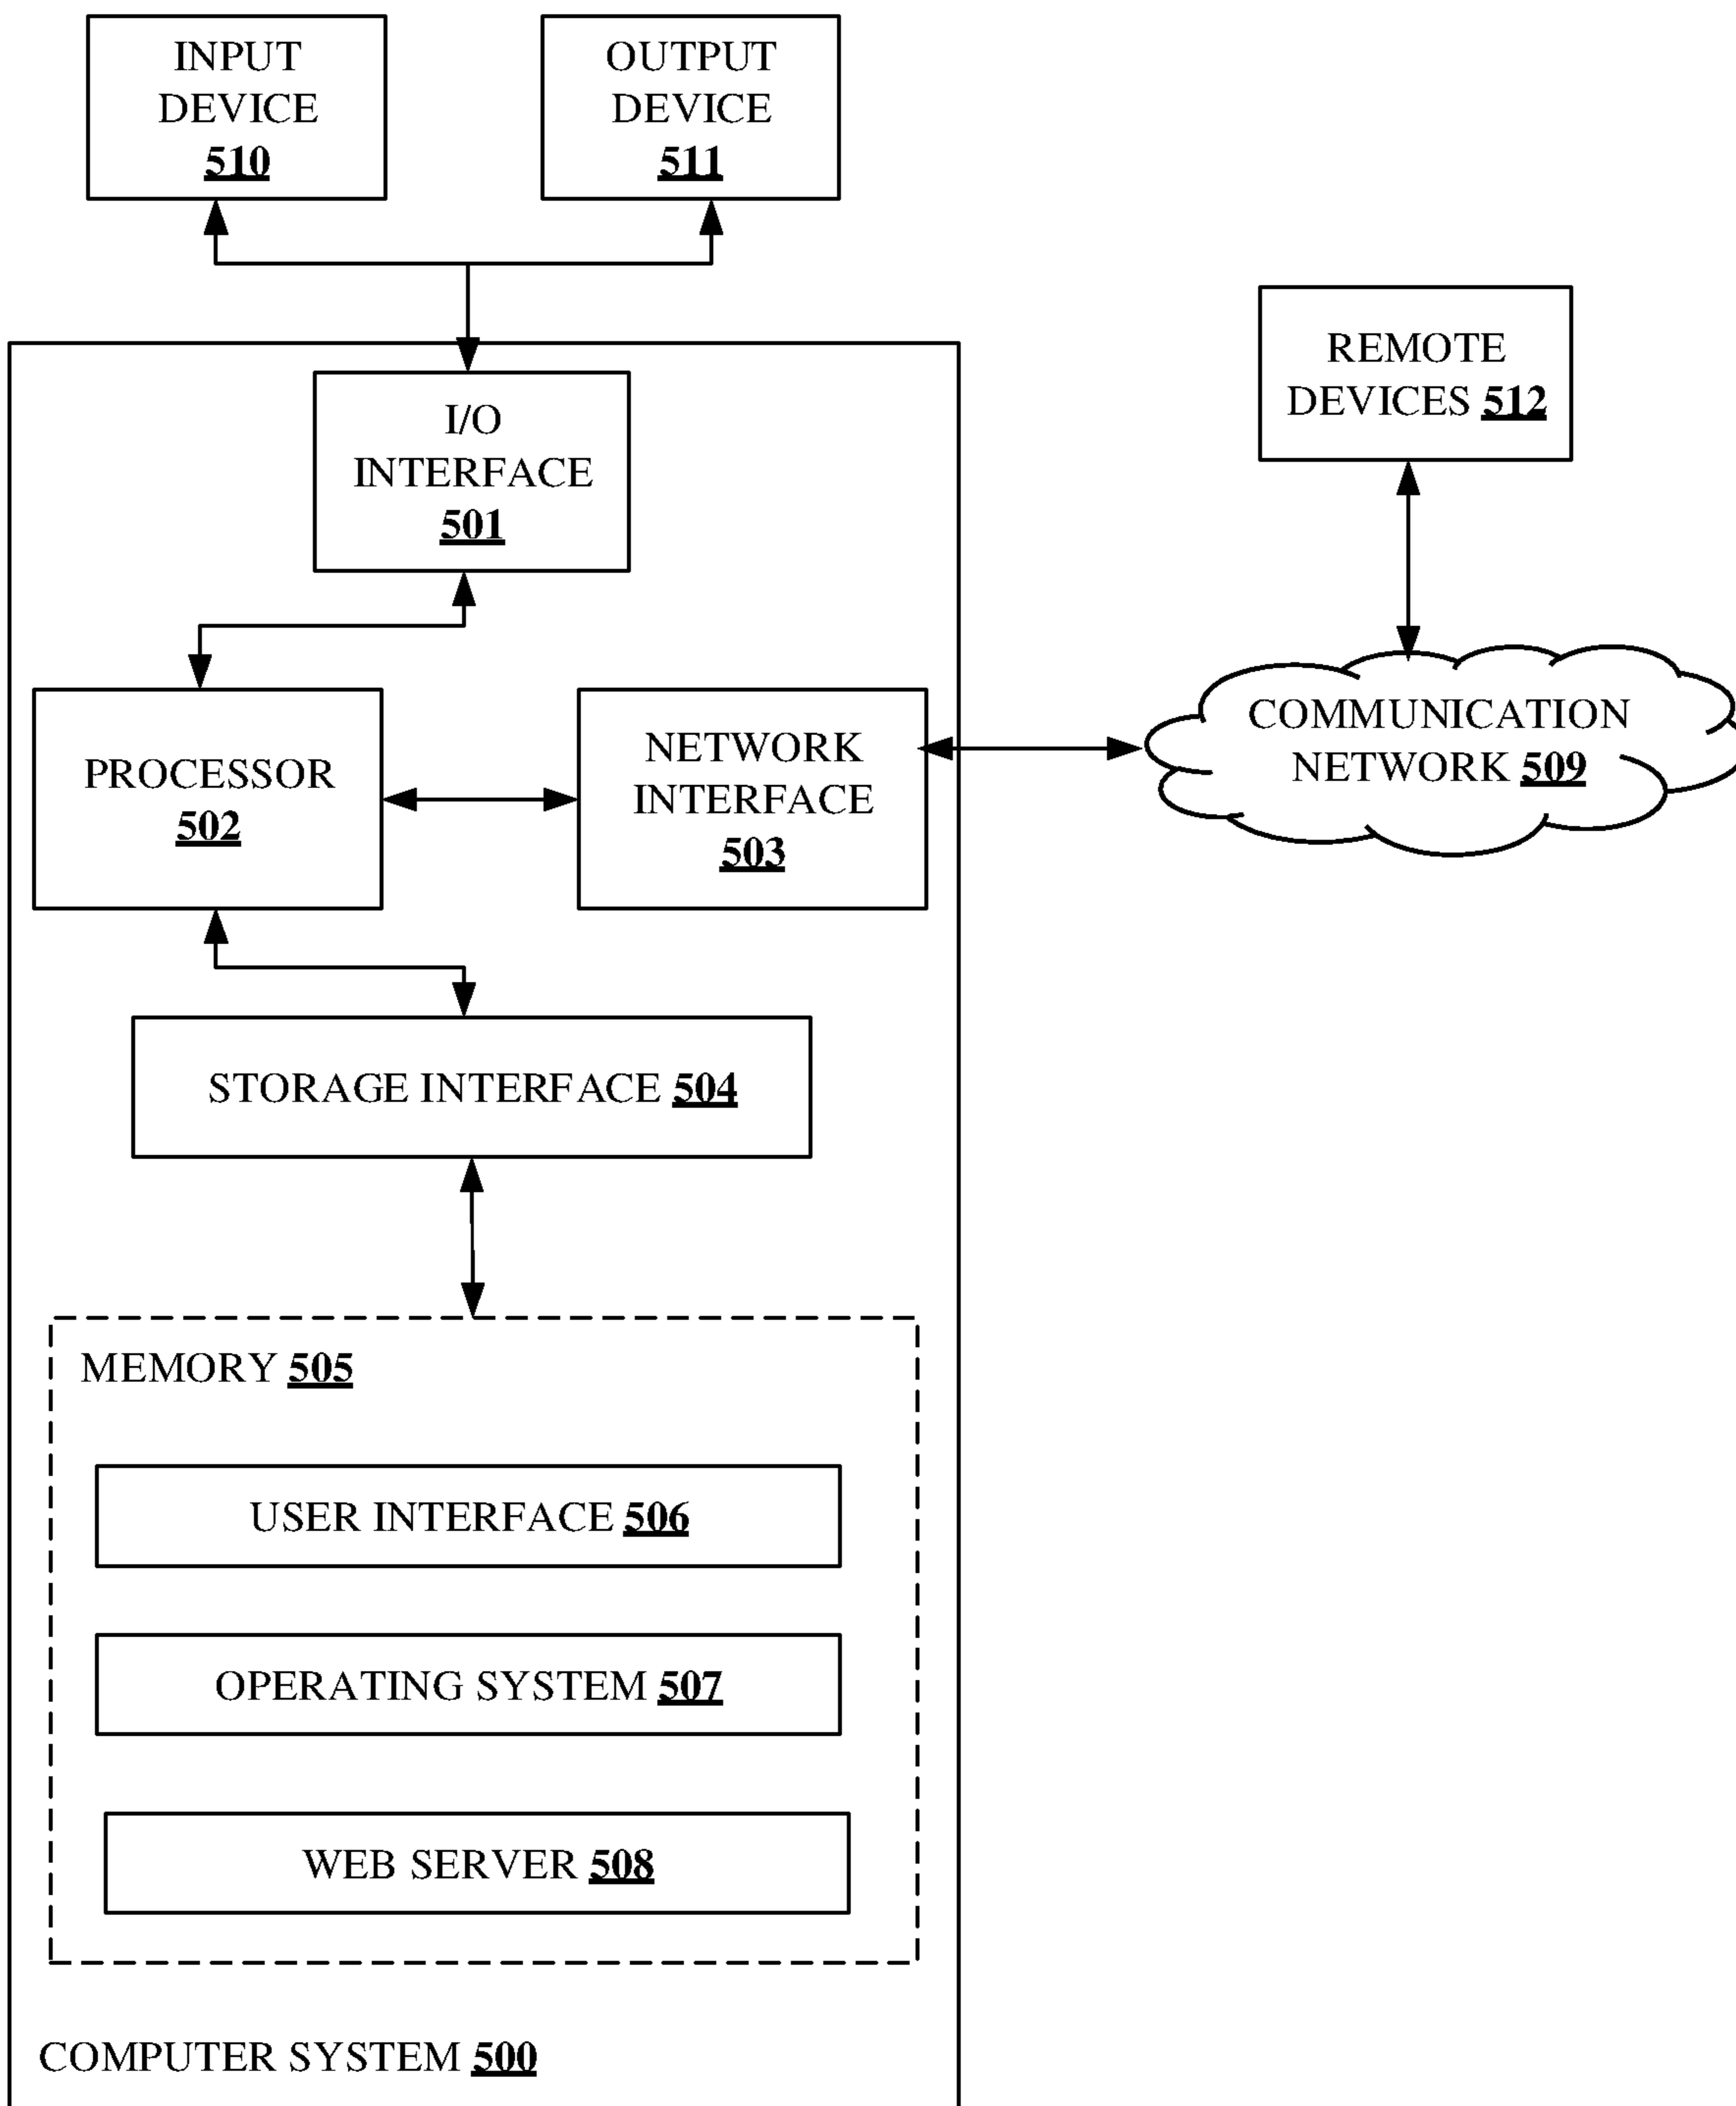 INPUT
DEVICE
510
OUTPUT
DEVICE
511
REMOTE
DEVICES 512
I/O
INTERFACE
501
PROCESSOR
502
NETWORK
INTERFACE
503
COMMUNICATION
NETWORK 509
STORAGE INTERFACE 504
MEMORY 505
USER INTERFACE 506
OPERATING SYSTEM 507
WEB SERVER 508
COMPUTER SYSTEM 500